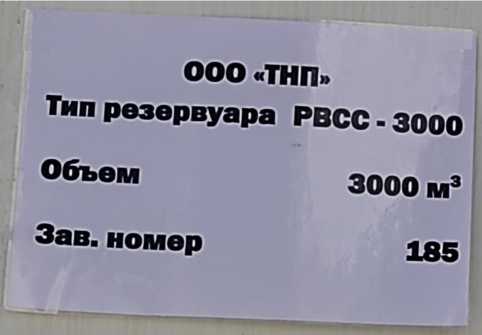 ООО «ТНП»
Тип резервуара РВСС - 3000
Объем 3000 м³
Зав. номер 185